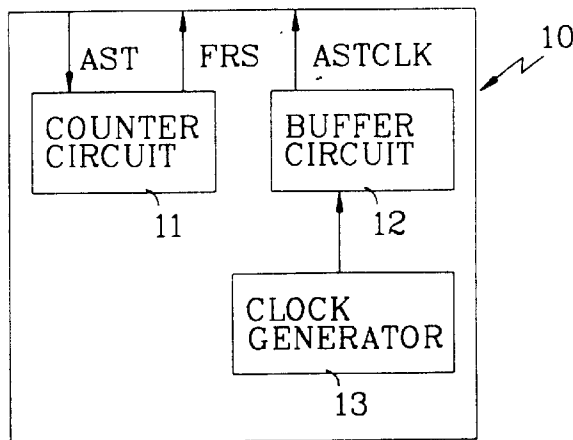 10
AST
FRS
ASTCLK
COUNTER
CIRCUIT
BUFFER
CIRCUIT
11
12
CLOCK
GENERATOR
13